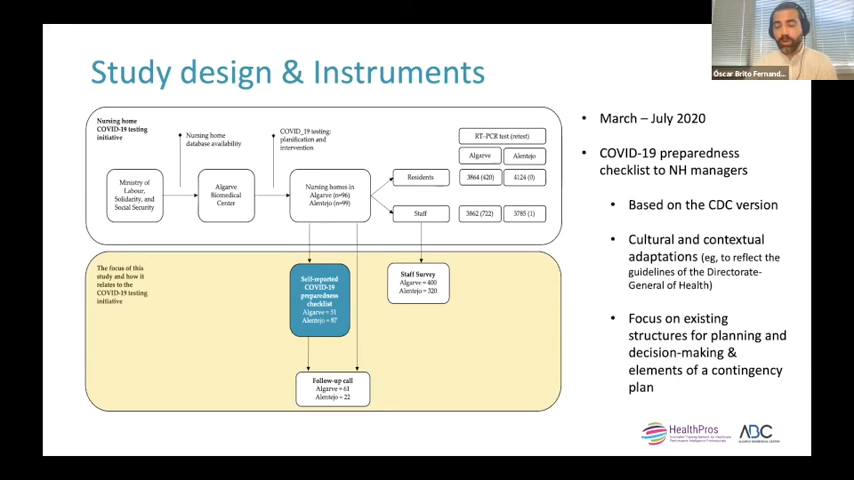 Óscar Brito Fernand...
Study design & Instruments
Nursing home
COVID-19 testing
initiative
Nursing home
database availability
COVID_19 testing:
planification and
intervention
RT–PCR test (retest)
Algarve
Alentejo
Ministry of
Labour,
Solidarity, and
Social Security
Algarve
Biomedical
Center
Nursing homes in
Algarve (n=96)
Alentejo (n=99)
Residents
3864 (420)
4124 (0)
Staff
3862 (722)
3785 (1)
The focus of this
study and how it
relates to the
COVID-19 testing
initiative
Self-reported
COVID-19
preparedness
checklist
Algarve = 51
Alentejo = 87
Staff Survey
Algarve = 400
Alentejo = 320
Follow-up call
Algarve = 61
Alentejo = 22
• March – July 2020
• COVID-19 preparedness
checklist to NH managers
• Based on the CDC version
• Cultural and contextual
adaptations (eg, to reflect the
guidelines of the Directorate-
General of Health)
• Focus on existing
structures for planning and
decision-making &
elements of a contingency
plan
HealthPros
ABC